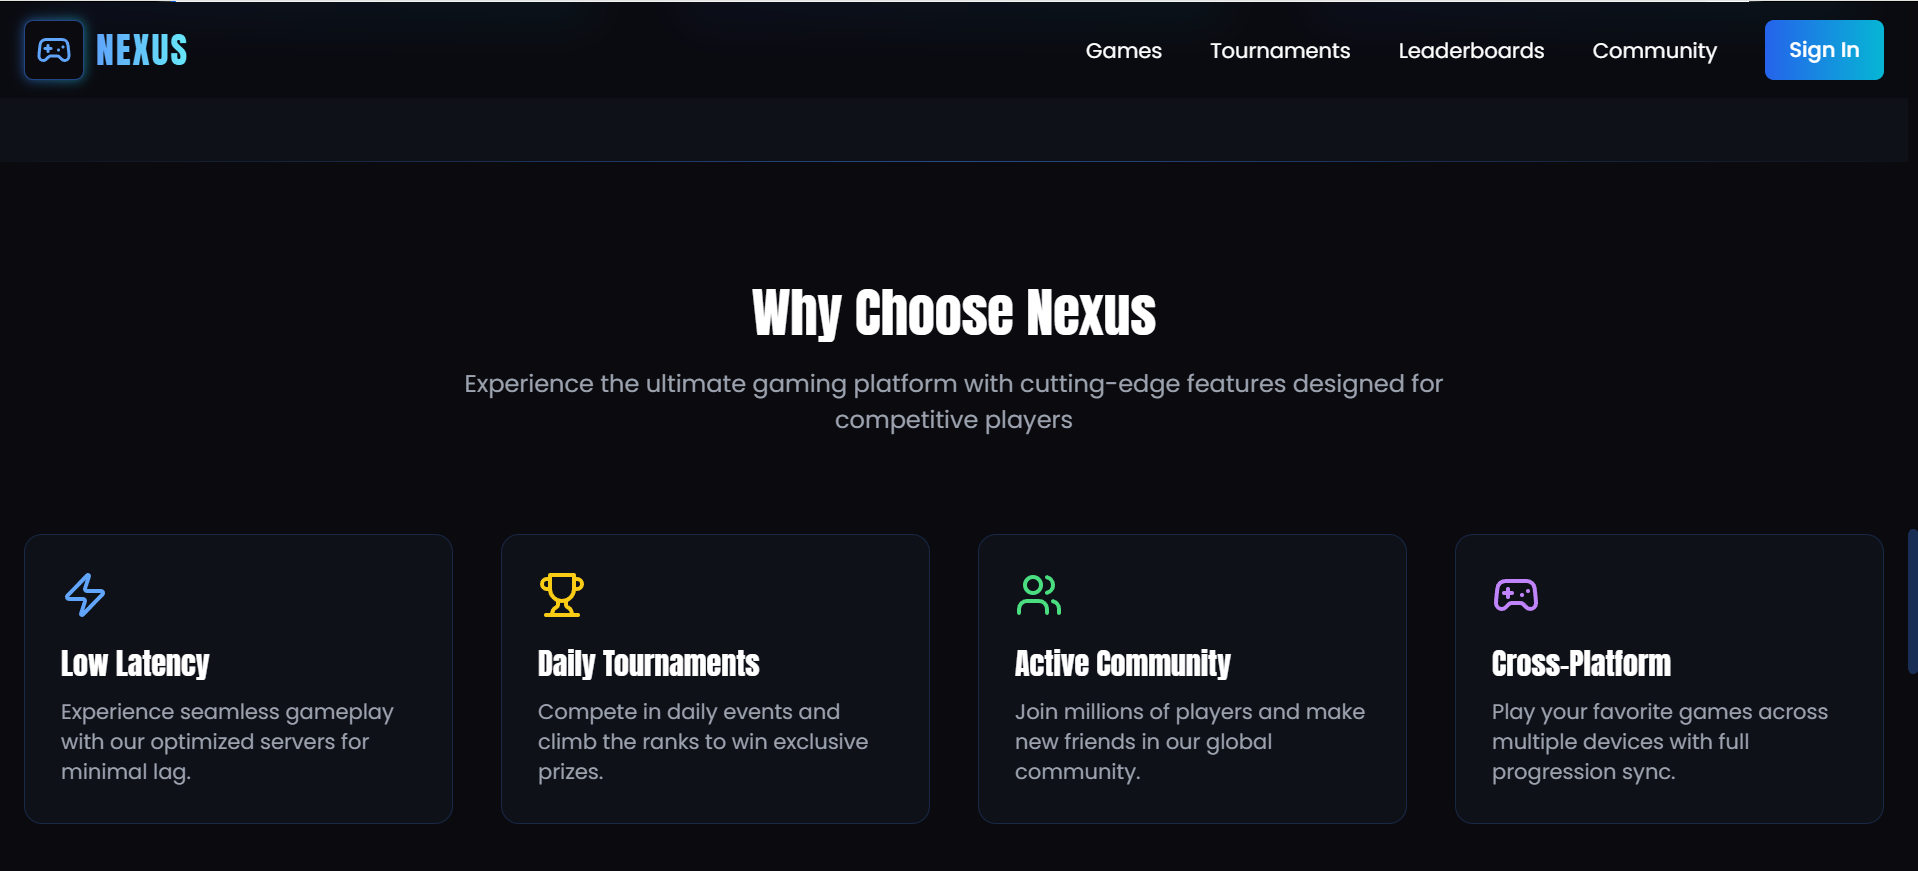 NEXUS
Games Tournaments Leaderboards Community Sign In
Why Choose Nexus
Experience the ultimate gaming platform with cutting-edge features designed for
competitive players
Low Latency
Experience seamless gameplay
with our optimized servers for
minimal lag.
Daily Tournaments
Compete in daily events and
climb the ranks to win exclusive
prizes.
Active Community
Join millions of players and make
new friends in our global
community.
Cross-Platform
Play your favorite games across
multiple devices with full
progression sync.